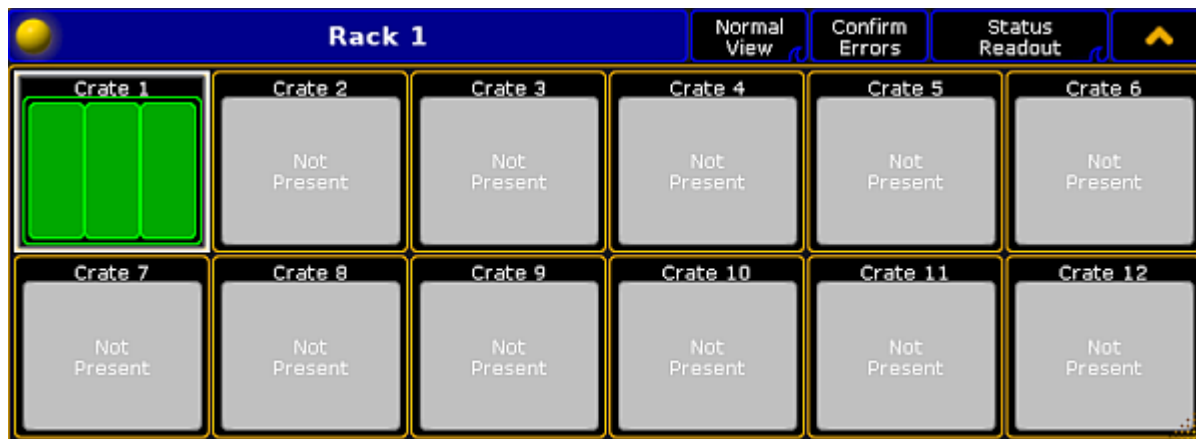 Rack 1
Normal
View
Confirm
Errors
Status
Readout
Crate 1
Crate 2
Not
Present
Crate 3
Not
Present
Crate 4
Not
Present
Crate 5
Not
Present
Crate 6
Not
Present
Crate 7
Not
Present
Crate 8
Not
Present
Crate 9
Not
Present
Crate 10
Not
Present
Crate 11
Not
Present
Crate 12
Not
Present